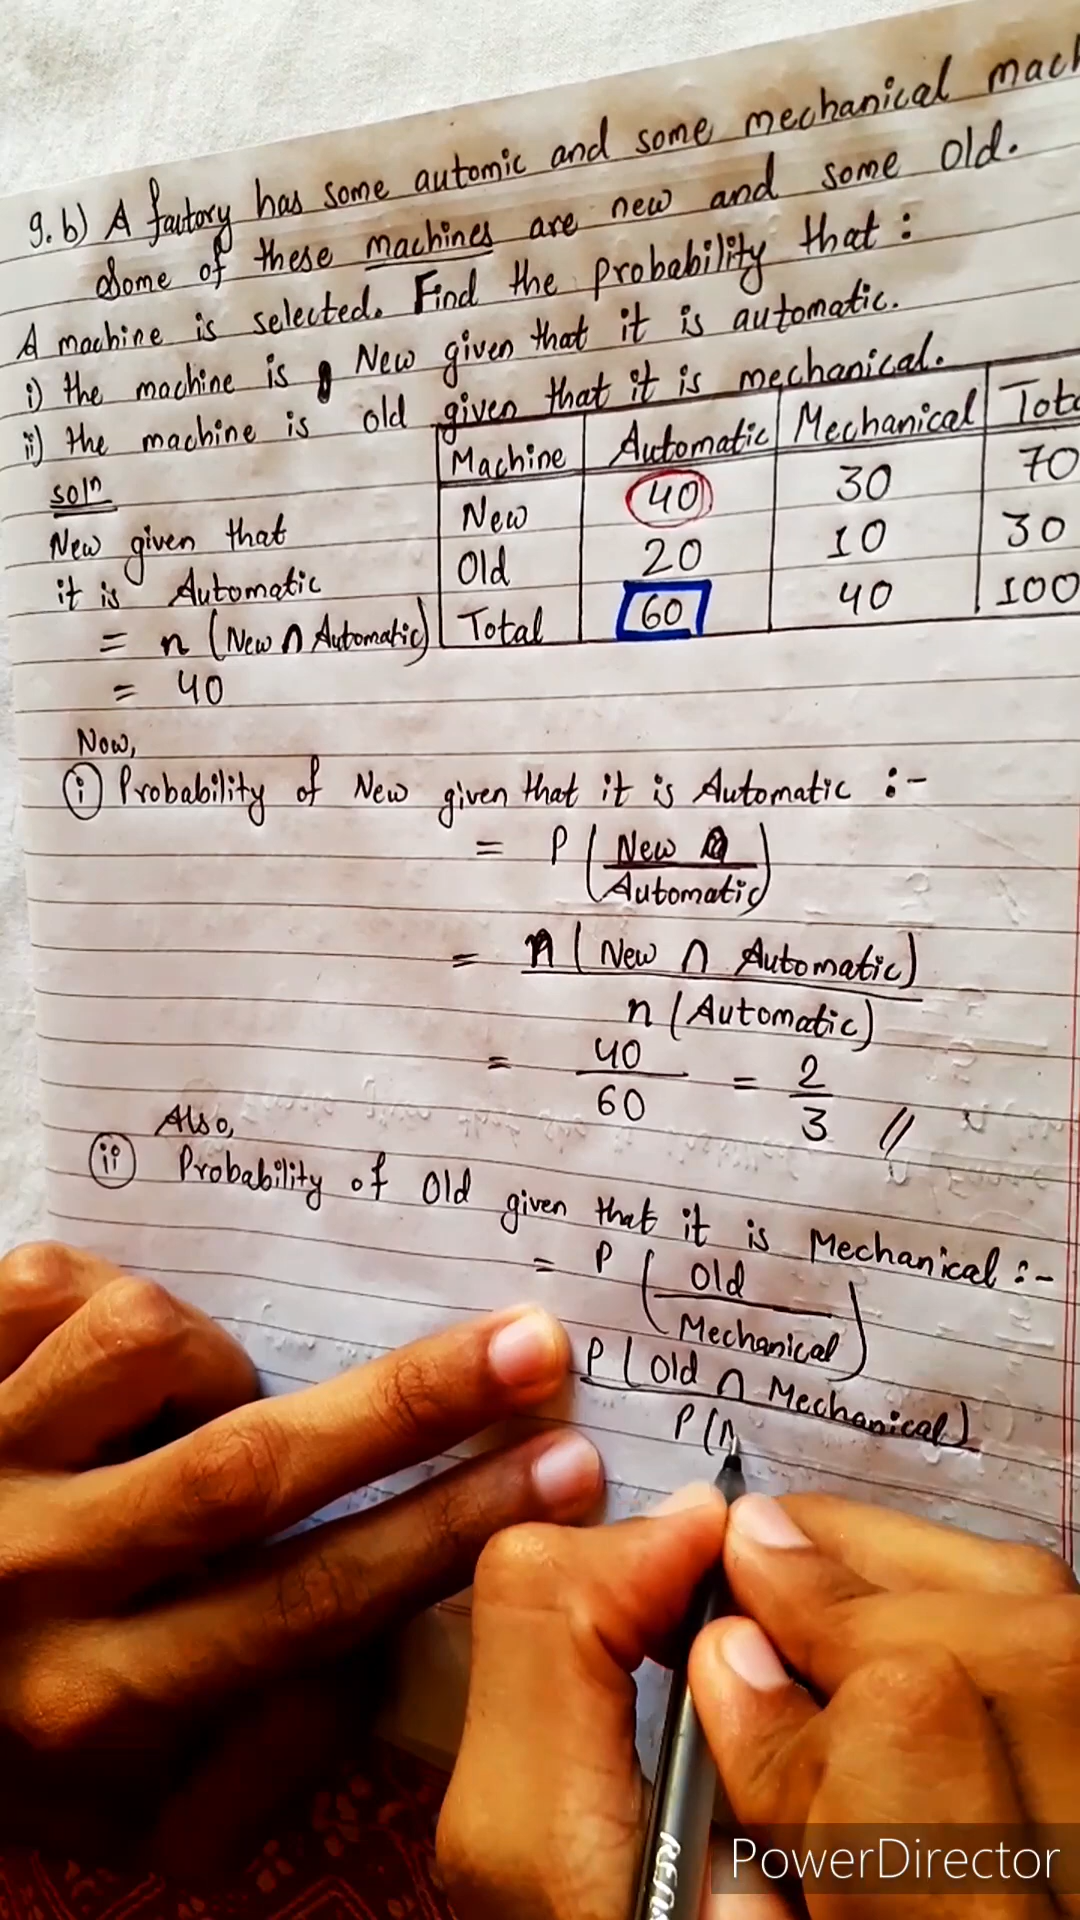 9. b) A factory has some automic and some mechanical mach
Some of these machines are new and some old.
A machine is selected. Find the probability that :
i) the machine is New given that it is automatic.
ii) the machine is old given that it is mechanical.
Machine Automatic Mechanical Tota
New 40 30 70
Old 20 10 30
Total 60 40 100
soln
New given that
it is Automatic
= n (New ∩ Automatic)
= 40
Now,
(i) Probability of New given that it is Automatic :-
= P (New
Automatic)
= n ( New ∩ Automatic)
n (Automatic)
= 40 = 2
60 3 //
Also,
(ii) Probability of Old given that it is Mechanical :-
= P ( Old
Mechanical )
P ( Old ∩ Mechanical )
P (
PowerDirector